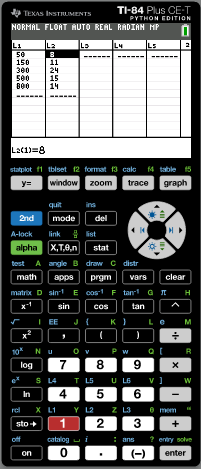 TEXAS INSTRUMENTS
TI-84 Plus CE-T
PYTHON EDITION
NORMAL FLOAT AUTO REAL RADIAN MP
L1 L2 L3 L4 L5 2
50 8 ------ ------ ------
150 11
300 24
500 15
800 14
------ ------
L2(1)=8
statplot f1 tblset f2 format f3 calc f4 table f5
y= window zoom trace graph
quit ins
2nd mode del
A-lock link list
alpha X,T,θ,n stat
test A angle B draw C distr
math apps prgm vars clear
matrix D sin⁻¹ E cos⁻¹ F tan⁻¹ G π H
x⁻¹ sin cos tan ^
√ I EE J { K } L e M
x² , ( ) ÷
10ˣ N u O v P w Q [ R
log 7 8 9 ×
eˣ S L4 T L5 U L6 V ] W
ln 4 5 6 −
rcl X L1 Y L2 Z L3 θ mem "
sto→ 1 2 3 +
off catalog i : ans ? entry solve
on 0 . (−) enter